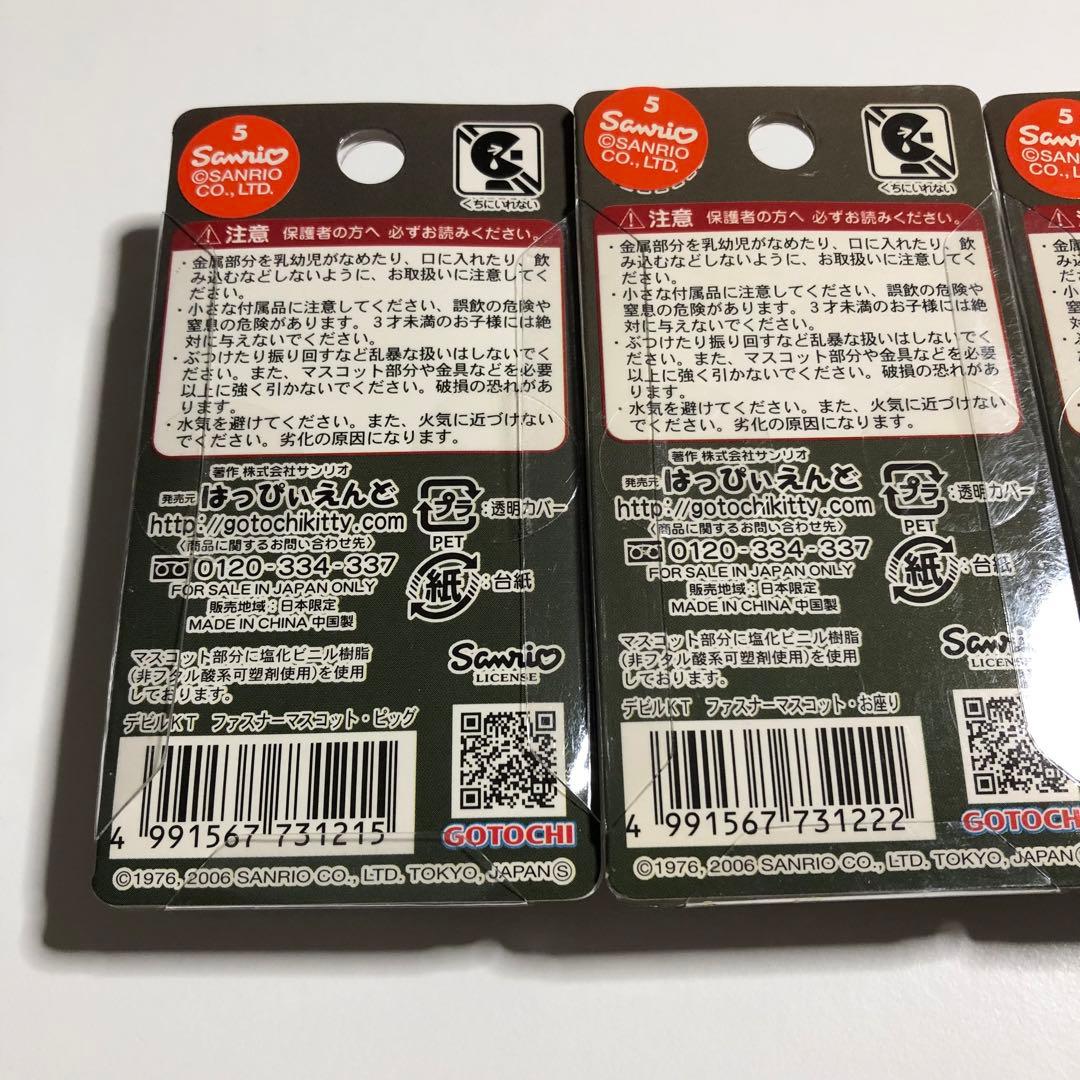 5
Sanrio
©SANRIO
CO., LTD.
くちにいれない
注意 保護者の方へ 必ずお読みください。
・金属部分を乳幼児がなめたり、口に入れたり、飲
み込むなどしないように、お取扱いに注意してく
ださい。
・小さな付属品に注意してください、誤飲の危険や
窒息の危険があります。3才未満のお子様には絶
対に与えないでください。
・ぶつけたり振り回すなど乱暴な扱いはしないでく
ださい。また、マスコット部分や金具などを必要
以上に強く引かないでください。破損の恐れがあ
ります。
・水気を避けてください。また、火気に近づけない
でください。劣化の原因になります。
著作 株式会社サンリオ
発売元 はっぴぃえんど
http://gotochikitty.com
〈商品に関するお問い合わせ先〉
0120-334-337
FOR SALE IN JAPAN ONLY
販売地域：日本限定
MADE IN CHINA 中国製
プラ：透明カバー
PET
紙：台紙
マスコット部分に塩化ビニル樹脂
(非フタル酸系可塑剤使用)を使用
しております。
Sanrio
LICENSE
デビルKT ファスナーマスコット・ビッグ
4 991567 731215
GOTOCHI
©1976, 2006 SANRIO CO., LTD. TOKYO, JAPAN Ⓢ
5
Sanrio
©SANRIO
CO., LTD.
くちにいれない
注意 保護者の方へ 必ずお読みください。
・金属部分を乳幼児がなめたり、口に入れたり、飲
み込むなどしないように、お取扱いに注意してく
ださい。
・小さな付属品に注意してください、誤飲の危険や
窒息の危険があります。3才未満のお子様には絶
対に与えないでください。
・ぶつけたり振り回すなど乱暴な扱いはしないでく
ださい。また、マスコット部分や金具などを必要
以上に強く引かないでください。破損の恐れがあ
ります。
・水気を避けてください。また、火気に近づけない
でください。劣化の原因になります。
著作 株式会社サンリオ
発売元 はっぴぃえんど
http://gotochikitty.com
〈商品に関するお問い合わせ先〉
0120-334-337
FOR SALE IN JAPAN ONLY
販売地域：日本限定
MADE IN CHINA 中国製
プラ：透明カバー
PET
紙：台紙
マスコット部分に塩化ビニル樹脂
(非フタル酸系可塑剤使用)を使用
しております。
Sanrio
LICENSE
デビルKT ファスナーマスコット・お座り
4 991567 731222
GOTOCHI
©1976, 2006 SANRIO CO., LTD. TOKYO, JAPAN
5
Sanrio
©SANRIO